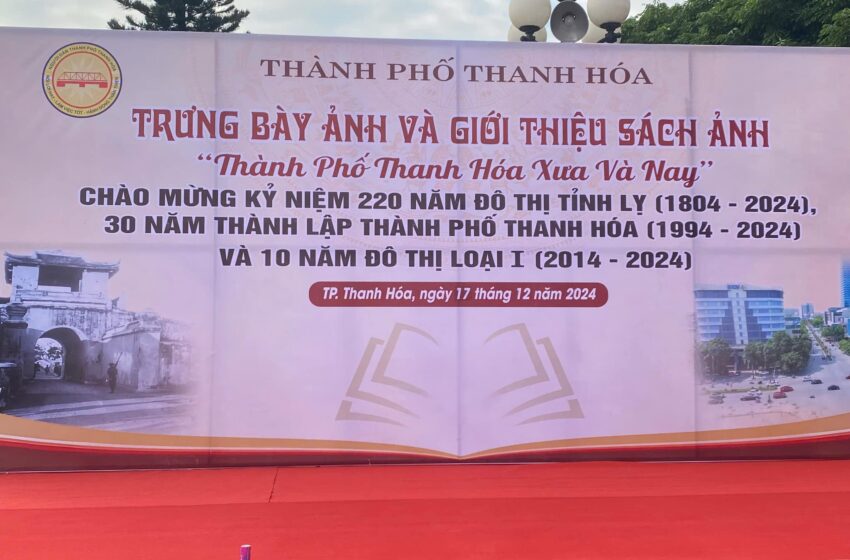 THÀNH PHỐ THANH HÓA
TRƯNG BÀY ẢNH VÀ GIỚI THIỆU SÁCH ẢNH
"Thành Phố Thanh Hóa Xưa Và Nay"
CHÀO MỪNG KỶ NIỆM 220 NĂM ĐÔ THỊ TỈNH LỴ (1804 - 2024),
30 NĂM THÀNH LẬP THÀNH PHỐ THANH HÓA (1994 - 2024)
VÀ 10 NĂM ĐÔ THỊ LOẠI I (2014 - 2024)
TP. Thanh Hóa, ngày 17 tháng 12 năm 2024